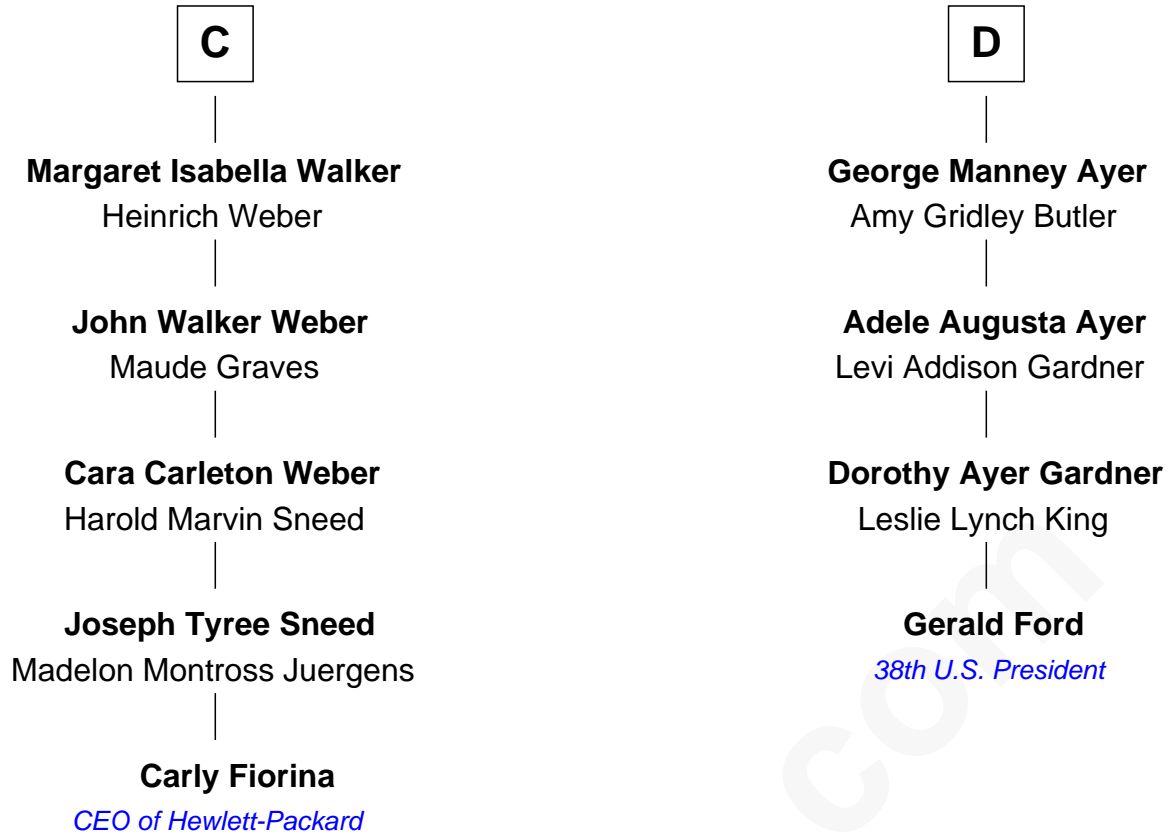 C
Margaret Isabella Walker
Heinrich Weber
John Walker Weber
Maude Graves
Cara Carleton Weber
Harold Marvin Sneed
Joseph Tyree Sneed
Madelon Montross Juergens
Carly Fiorina
CEO of Hewlett-Packard
D
George Manney Ayer
Amy Gridley Butler
Adele Augusta Ayer
Levi Addison Gardner
Dorothy Ayer Gardner
Leslie Lynch King
Gerald Ford
38th U.S. President
com